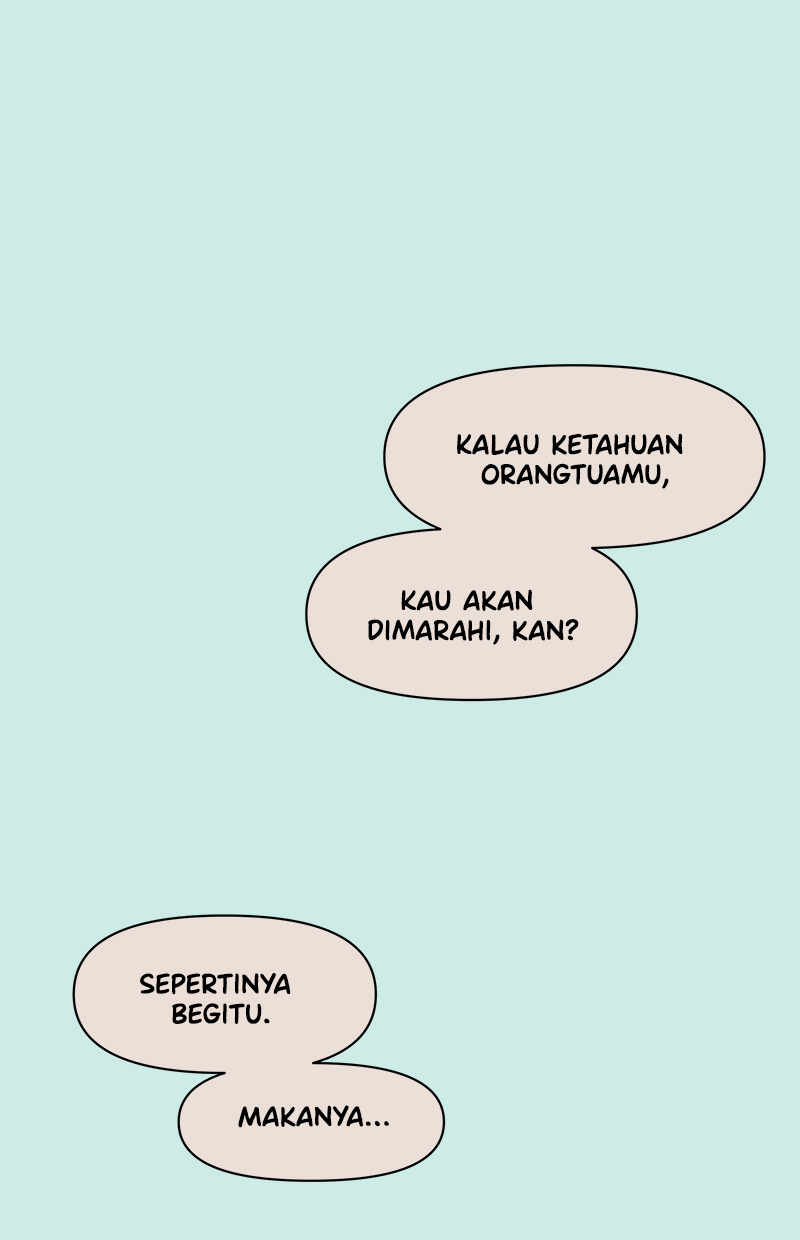 KALAU KETAHUAN
ORANGTUAMU,
KAU AKAN
DIMARAHI, KAN?
SEPERTINYA
BEGITU.
MAKANYA...